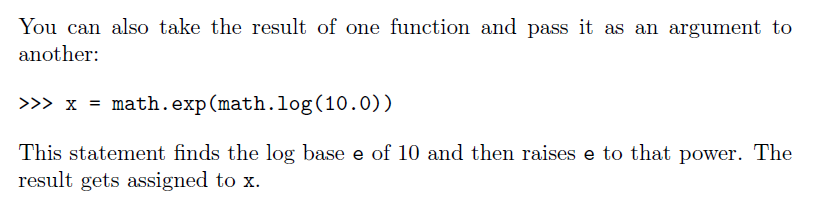 You can also take the result of one function and pass it as an argument to
another:
>>> x = math.exp(math.log(10.0))
This statement finds the log base e of 10 and then raises e to that power. The
result gets assigned to x.